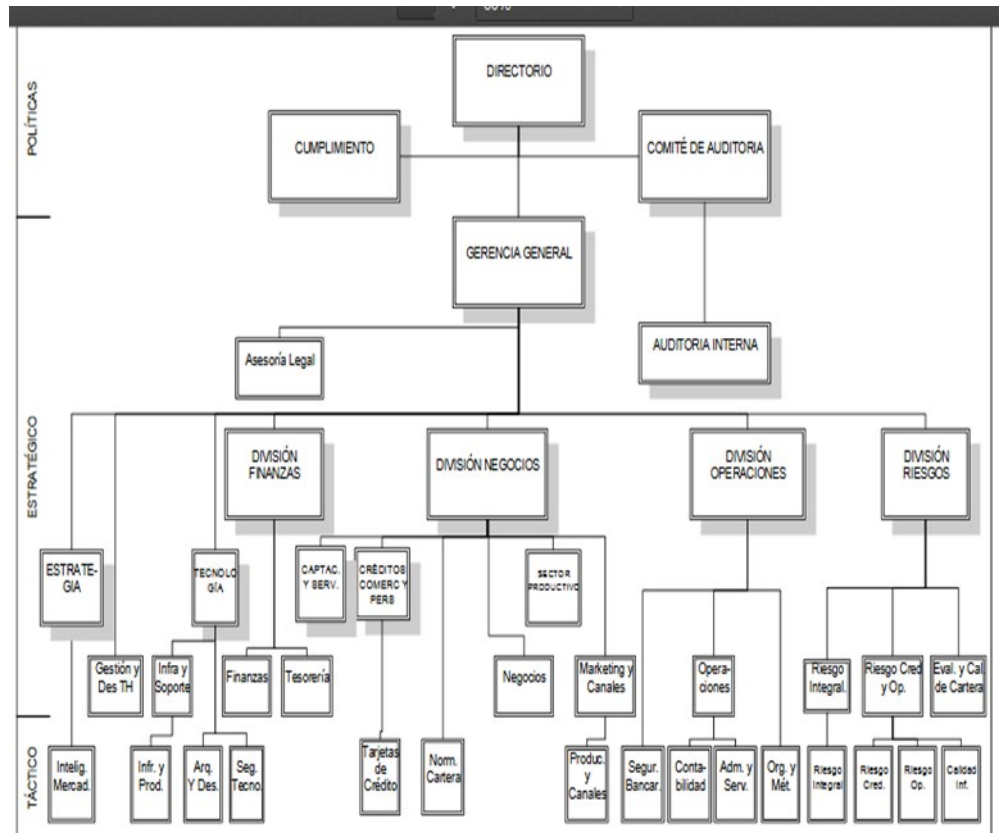 POLÍTICAS
DIRECTORIO
CUMPLIMIENTO
COMITÉ DE AUDITORIA
ESTRATÉGICO
GERENCIA GENERAL
Asesoría Legal
AUDITORIA INTERNA
DIVISIÓN
FINANZAS
DIVISIÓN NEGOCIOS
DIVISIÓN
OPERACIONES
DIVISIÓN
RIESGOS
ESTRATE-
GIA
TECNOLO
GÍA
CAPTAC.
Y SERV.
CRÉDITOS
COMERC Y
PERS
SECTOR
PRODUCTIVO
Gestión y
Des TH
Infra y
Soporte
Finanzas
Tesorería
Negocios
Marketing y
Canales
Opera-
ciones
Riesgo
Integral.
Riesgo Cred
y Op.
Eval. y Cal.
de Cartera
TÁCTICO
Intelig.
Mercad.
Infr. y
Prod.
Arq.
Y Des.
Seg.
Tecno.
Tarjetas
de
Crédito
Norm.
Cartera
Produc.
y
Canales
Segur.
Bancar.
Conta-
bilidad
Adm. y
Serv.
Org. y
Mét.
Riesgo
Integral
Riesgo
Cred.
Riesgo
Op.
Calidad
Inf.